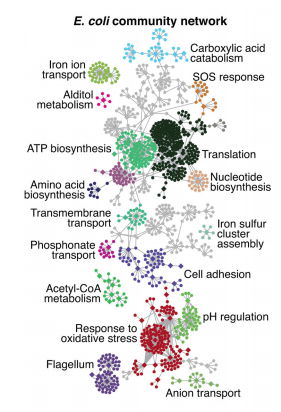 E. coli community network
Carboxylic acid
catabolism
Iron ion
transport
SOS response
Alditol
metabolism
ATP biosynthesis
Translation
Amino acid
biosynthesis
Nucleotide
biosynthesis
Transmembrane
transport
Iron sulfur
cluster
assembly
Phosphonate
transport
Cell adhesion
Acetyl-CoA
metabolism
pH regulation
Response to
oxidative stress
Flagellum
Anion transport